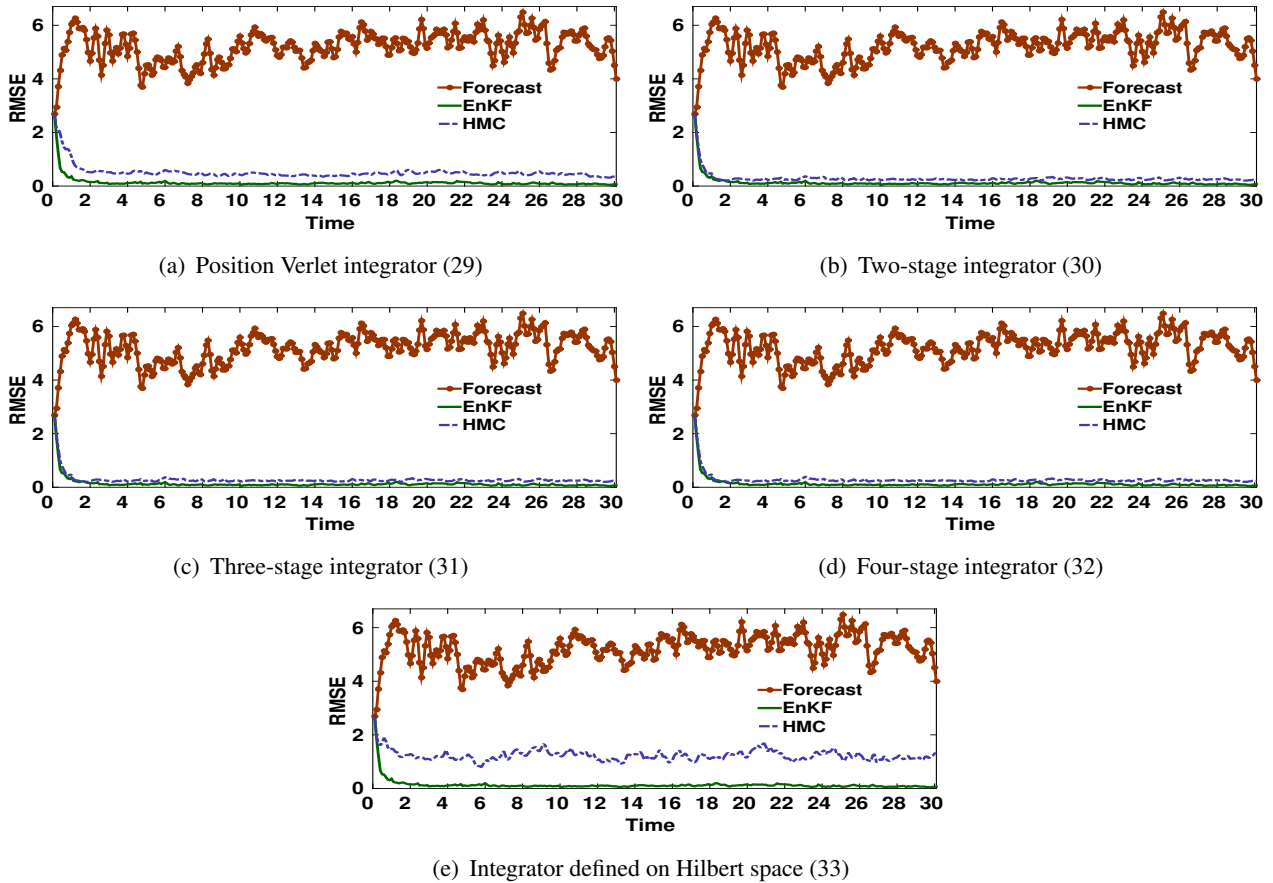 6
4
2
0
RMSE
Forecast
EnKF
HMC
0 2 4 6 8 10 12 14 16 18 20 22 24 26 28 30
Time
(a) Position Verlet integrator (29)
6
4
2
0
RMSE
Forecast
EnKF
HMC
0 2 4 6 8 10 12 14 16 18 20 22 24 26 28 30
Time
(b) Two-stage integrator (30)
6
4
2
0
RMSE
Forecast
EnKF
HMC
0 2 4 6 8 10 12 14 16 18 20 22 24 26 28 30
Time
(c) Three-stage integrator (31)
6
4
2
0
RMSE
Forecast
EnKF
HMC
0 2 4 6 8 10 12 14 16 18 20 22 24 26 28 30
Time
(d) Four-stage integrator (32)
6
4
2
0
RMSE
Forecast
EnKF
HMC
0 2 4 6 8 10 12 14 16 18 20 22 24 26 28 30
Time
(e) Integrator defined on Hilbert space (33)